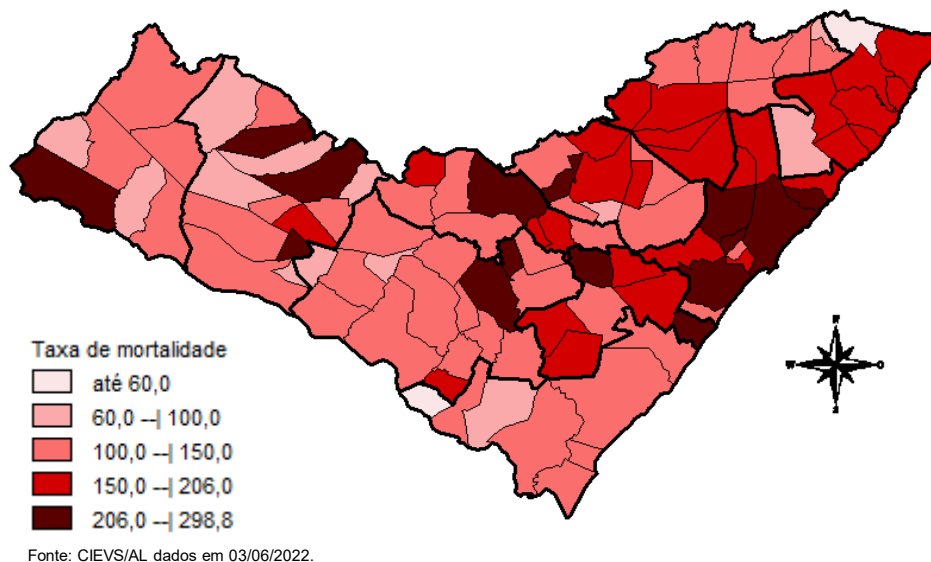 N
W
O
S
Taxa de mortalidade
até 60,0
60,0 --| 100,0
100,0 --| 150,0
150,0 --| 206,0
206,0 --| 298,8
Fonte: CIEVS/AL dados em 03/06/2022.